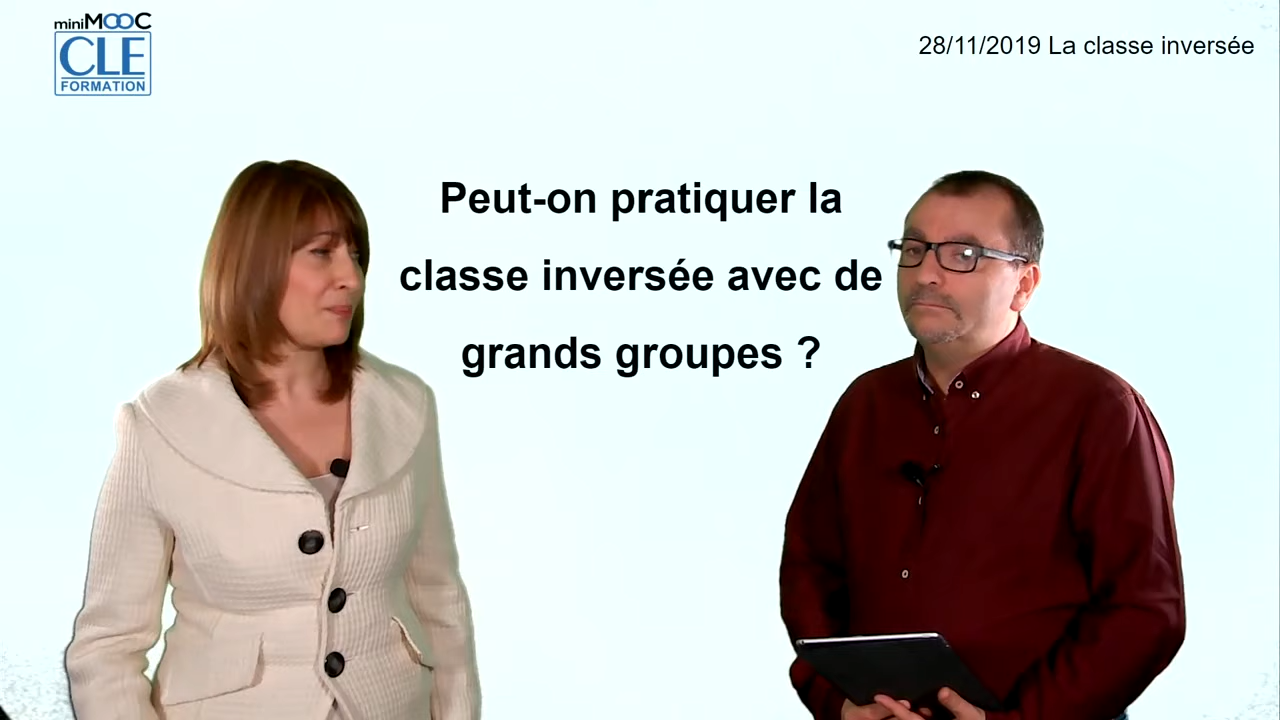 miniMOOC
CLE
FORMATION
28/11/2019 La classe inversée
Peut-on pratiquer la
classe inversée avec de
grands groupes ?